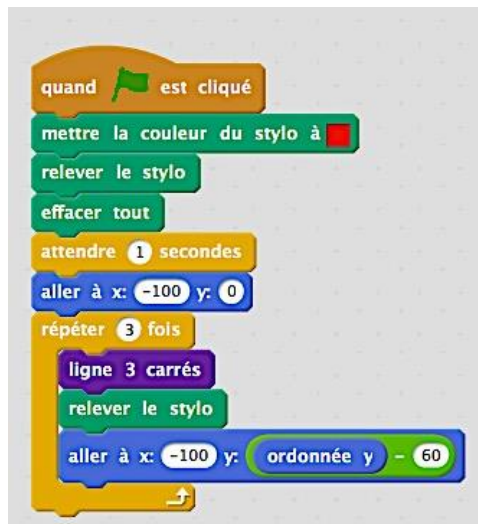 quand est cliqué
mettre la couleur du stylo à
relever le stylo
effacer tout
attendre 1 secondes
aller à x: -100 y: 0
répéter 3 fois
ligne 3 carrés
relever le stylo
aller à x: -100 y: ordonnée y - 60